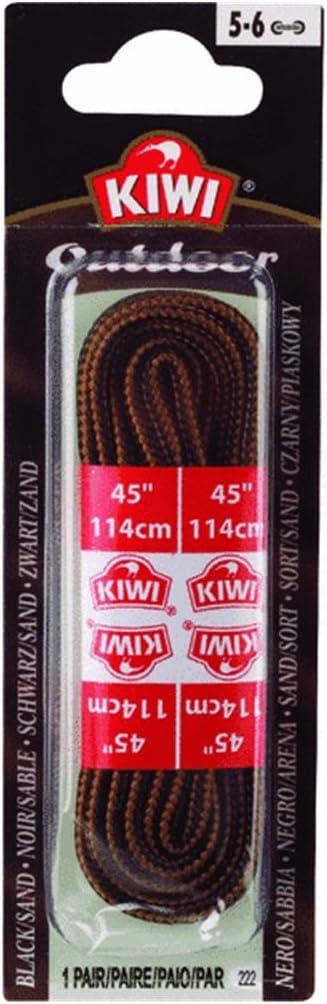 5-6
KIWI®
Outdoor
45" 45"
114cm 114cm
KIWI® KIWI
KIWI KIWI®
114cm 114cm
45" 45"
BLACK/SAND • NOIR/SABLE • SCHWARZ/SAND • ZWART/ZAND
NERO/SABBIA • NEGRO/ARENA • SAND/SORT • SORT/SAND • CZARNY/PIASKOWY
1 PAIR/PAIRE/PAIO/PAR 222